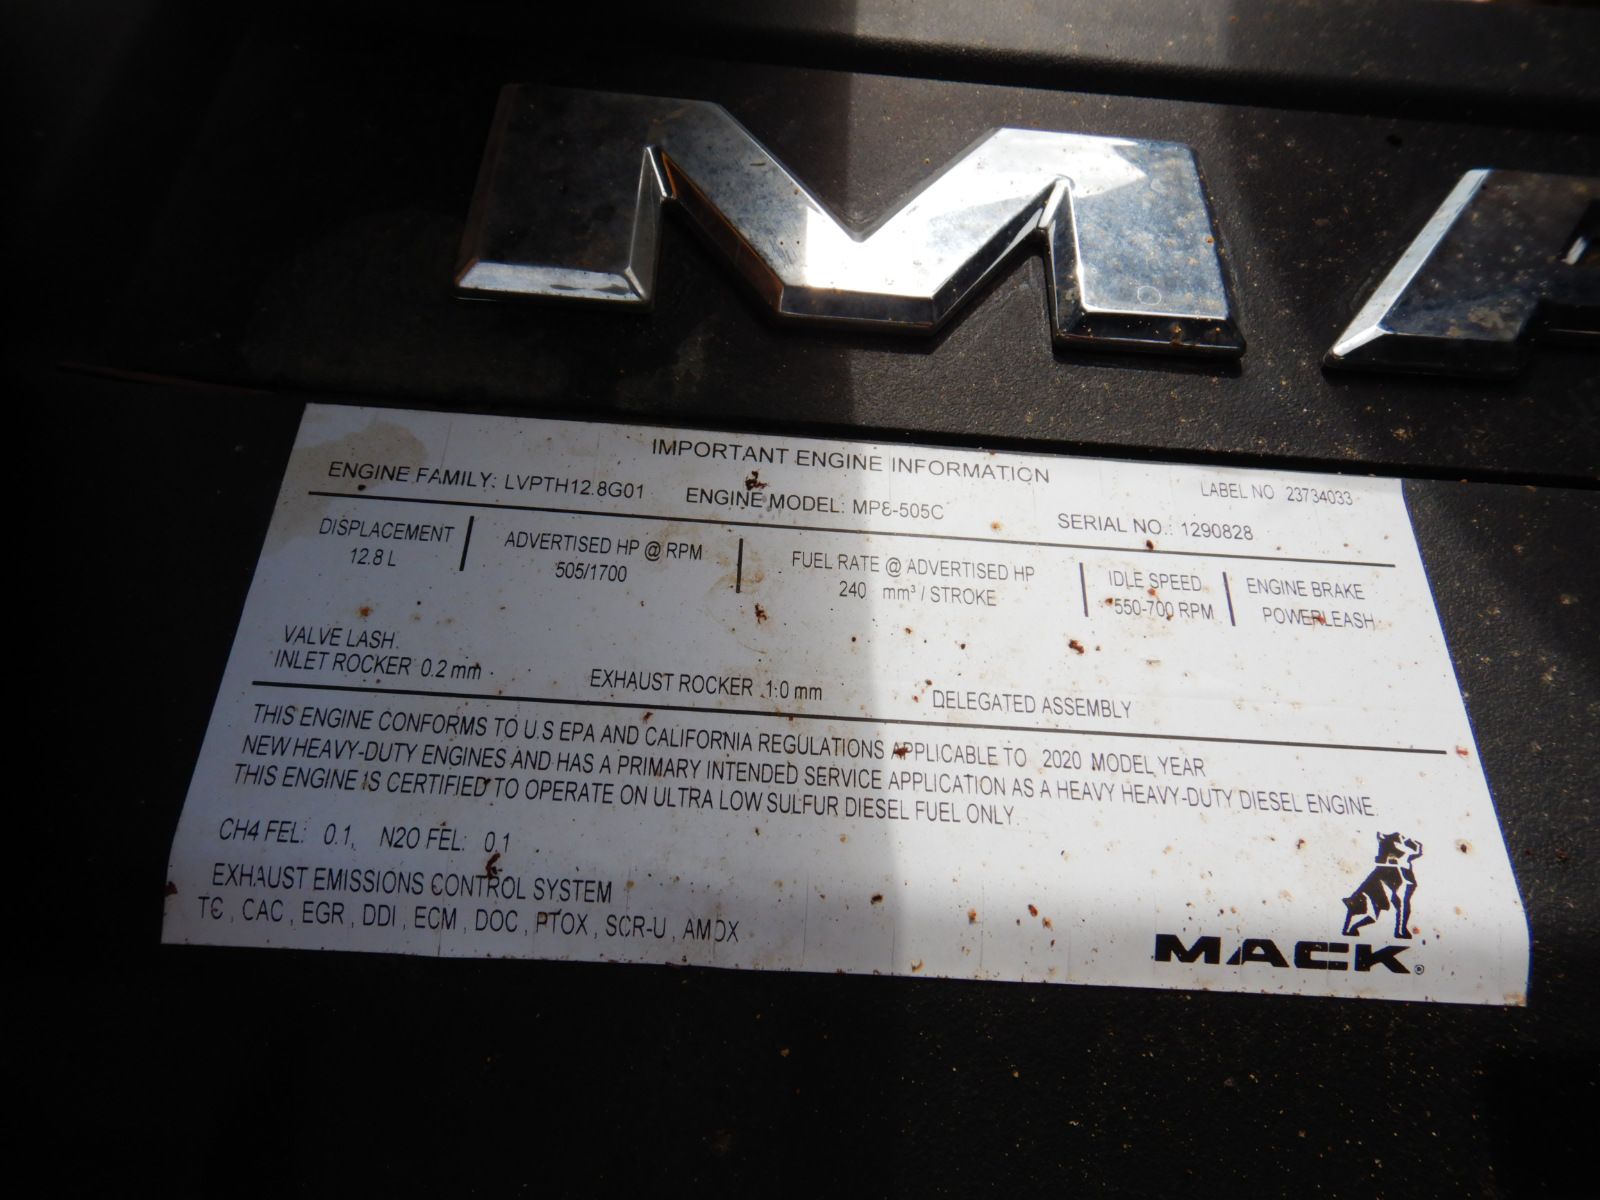 MA
IMPORTANT ENGINE INFORMATION
ENGINE FAMILY: LVPTH12.8G01 ENGINE MODEL: MP8-505C SERIAL NO.: 1290828 LABEL NO 23734033
DISPLACEMENT ADVERTISED HP @ RPM FUEL RATE @ ADVERTISED HP IDLE SPEED ENGINE BRAKE
12.8 L 505/1700 240 mm³ / STROKE 550-700 RPM POWERLEASH
VALVE LASH.
INLET ROCKER 0.2 mm EXHAUST ROCKER 1.0 mm DELEGATED ASSEMBLY
THIS ENGINE CONFORMS TO U.S EPA AND CALIFORNIA REGULATIONS APPLICABLE TO 2020 MODEL YEAR
NEW HEAVY-DUTY ENGINES AND HAS A PRIMARY INTENDED SERVICE APPLICATION AS A HEAVY HEAVY-DUTY DIESEL ENGINE.
THIS ENGINE IS CERTIFIED TO OPERATE ON ULTRA LOW SULFUR DIESEL FUEL ONLY.
CH4 FEL: 0.1, N2O FEL: 0.1
EXHAUST EMISSIONS CONTROL SYSTEM
TC , CAC , EGR , DDI , ECM , DOC , PTOX , SCR-U , AMOX
MACK®